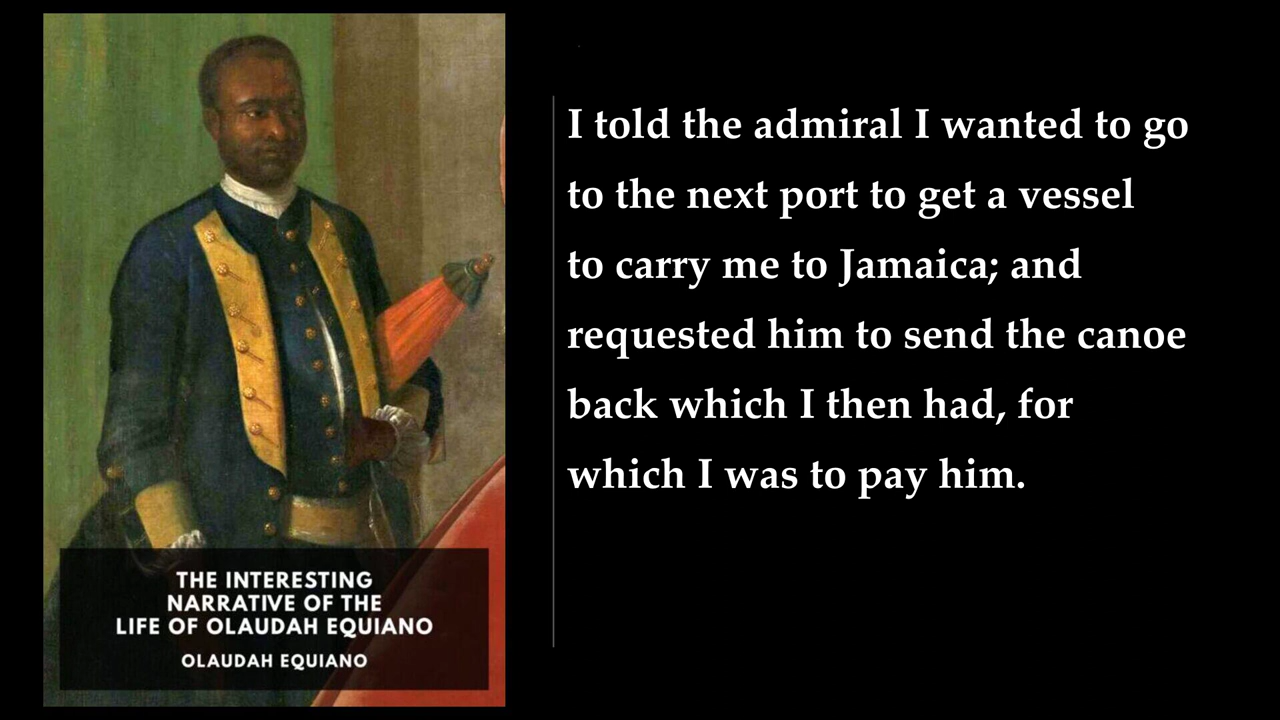 THE INTERESTING
NARRATIVE OF THE
LIFE OF OLAUDAH EQUIANO
OLAUDAH EQUIANO
I told the admiral I wanted to go
to the next port to get a vessel
to carry me to Jamaica; and
requested him to send the canoe
back which I then had, for
which I was to pay him.